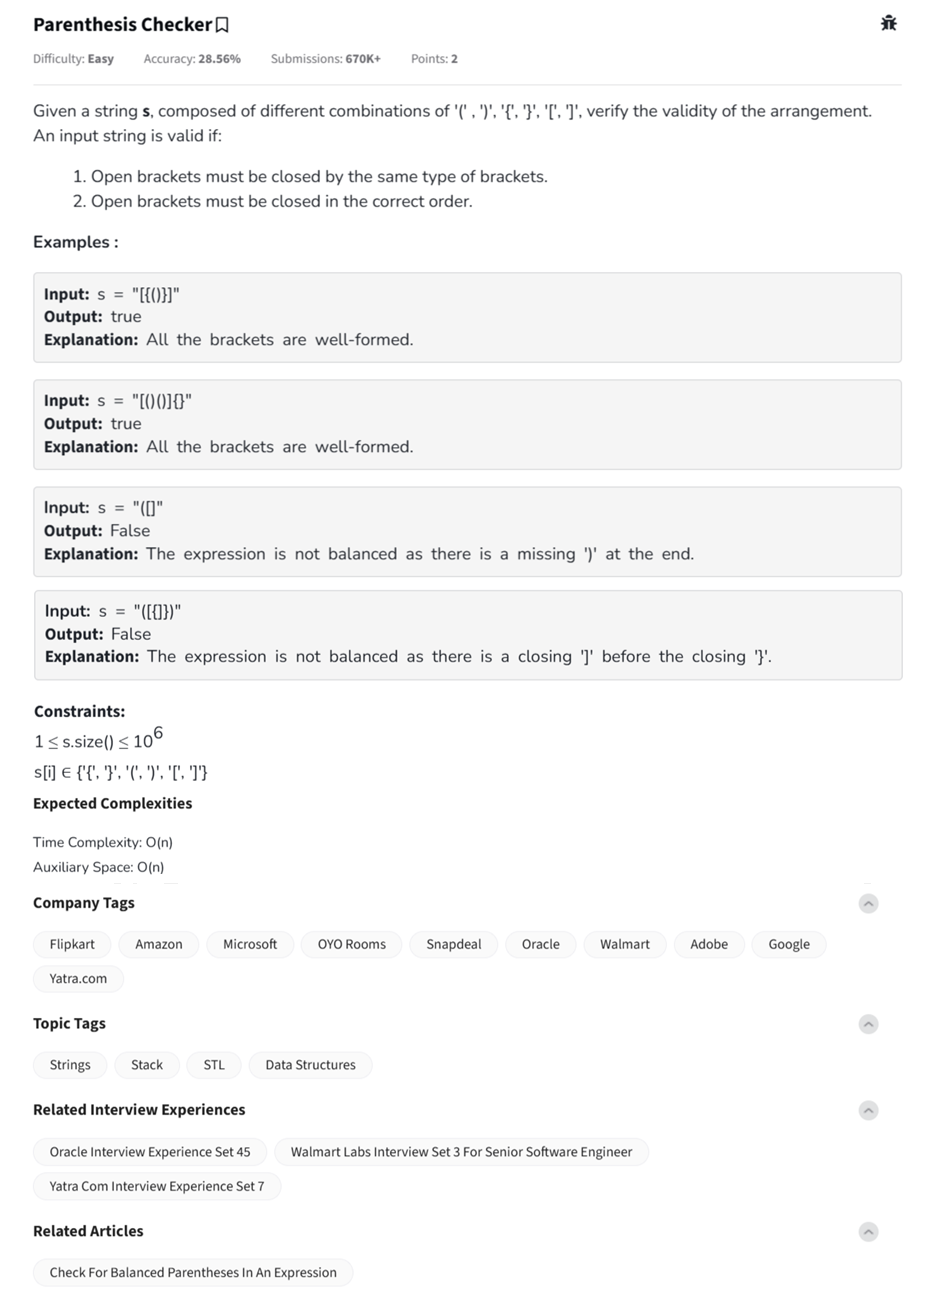 Parenthesis Checker
Difficulty: Easy Accuracy: 28.56% Submissions: 670K+ Points: 2
Given a string s, composed of different combinations of '(' , ')', '{', '}', '[', ']', verify the validity of the arrangement.
An input string is valid if:
1. Open brackets must be closed by the same type of brackets.
2. Open brackets must be closed in the correct order.
Examples :
Input: s = "[{()}]"
Output: true
Explanation: All the brackets are well-formed.
Input: s = "[()()]{}"
Output: true
Explanation: All the brackets are well-formed.
Input: s = "([]"
Output: False
Explanation: The expression is not balanced as there is a missing ')' at the end.
Input: s = "([{]})"
Output: False
Explanation: The expression is not balanced as there is a closing ']' before the closing '}'.
Constraints:
1 ≤ s.size() ≤ 10^6
s[i] ∈ {'{', '}', '(', ')', '[', ']'}
Expected Complexities
Time Complexity: O(n)
Auxiliary Space: O(n)
Company Tags
Flipkart Amazon Microsoft OYO Rooms Snapdeal Oracle Walmart Adobe Google
Yatra.com
Topic Tags
Strings Stack STL Data Structures
Related Interview Experiences
Oracle Interview Experience Set 45 Walmart Labs Interview Set 3 For Senior Software Engineer
Yatra Com Interview Experience Set 7
Related Articles
Check For Balanced Parentheses In An Expression